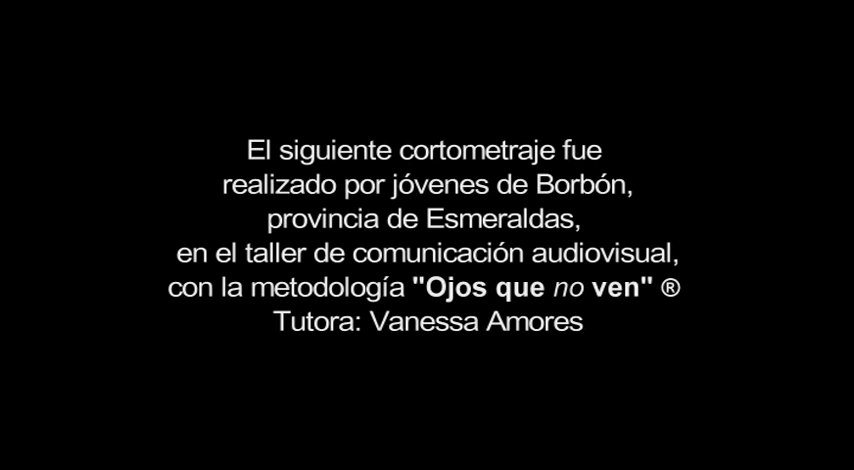 El siguiente cortometraje fue
realizado por jóvenes de Borbón,
provincia de Esmeraldas,
en el taller de comunicación audiovisual,
con la metodología "Ojos que no ven" ®
Tutora: Vanessa Amores